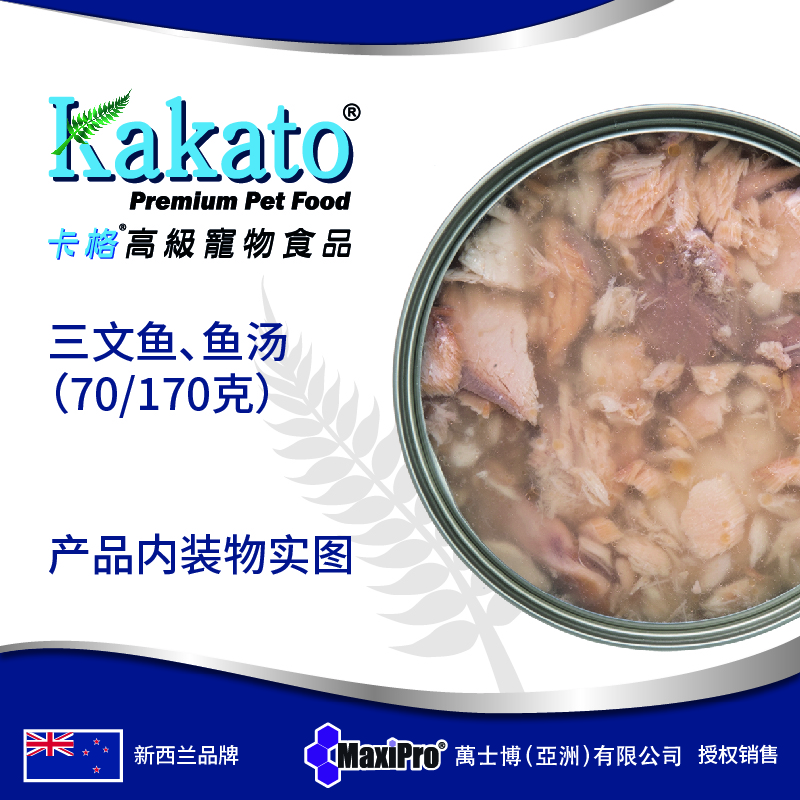 Kakato®
Premium Pet Food
卡格®高級寵物食品
三文鱼、鱼汤
（70/170克）
产品内装物实图
新西兰品牌
MaxiPro®
萬士博（亞洲）有限公司
授权销售